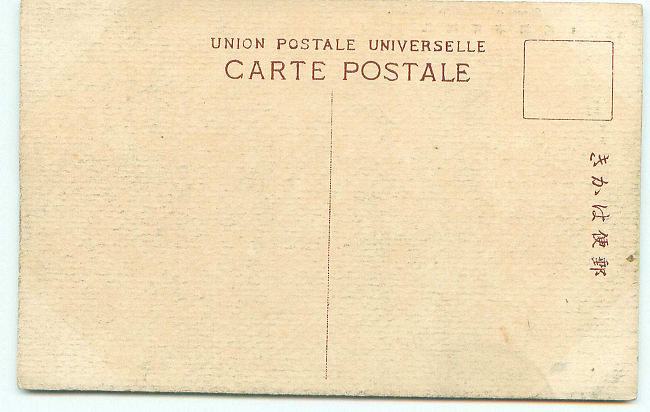 UNION POSTALE UNIVERSELLE
CARTE POSTALE
郵便はかき